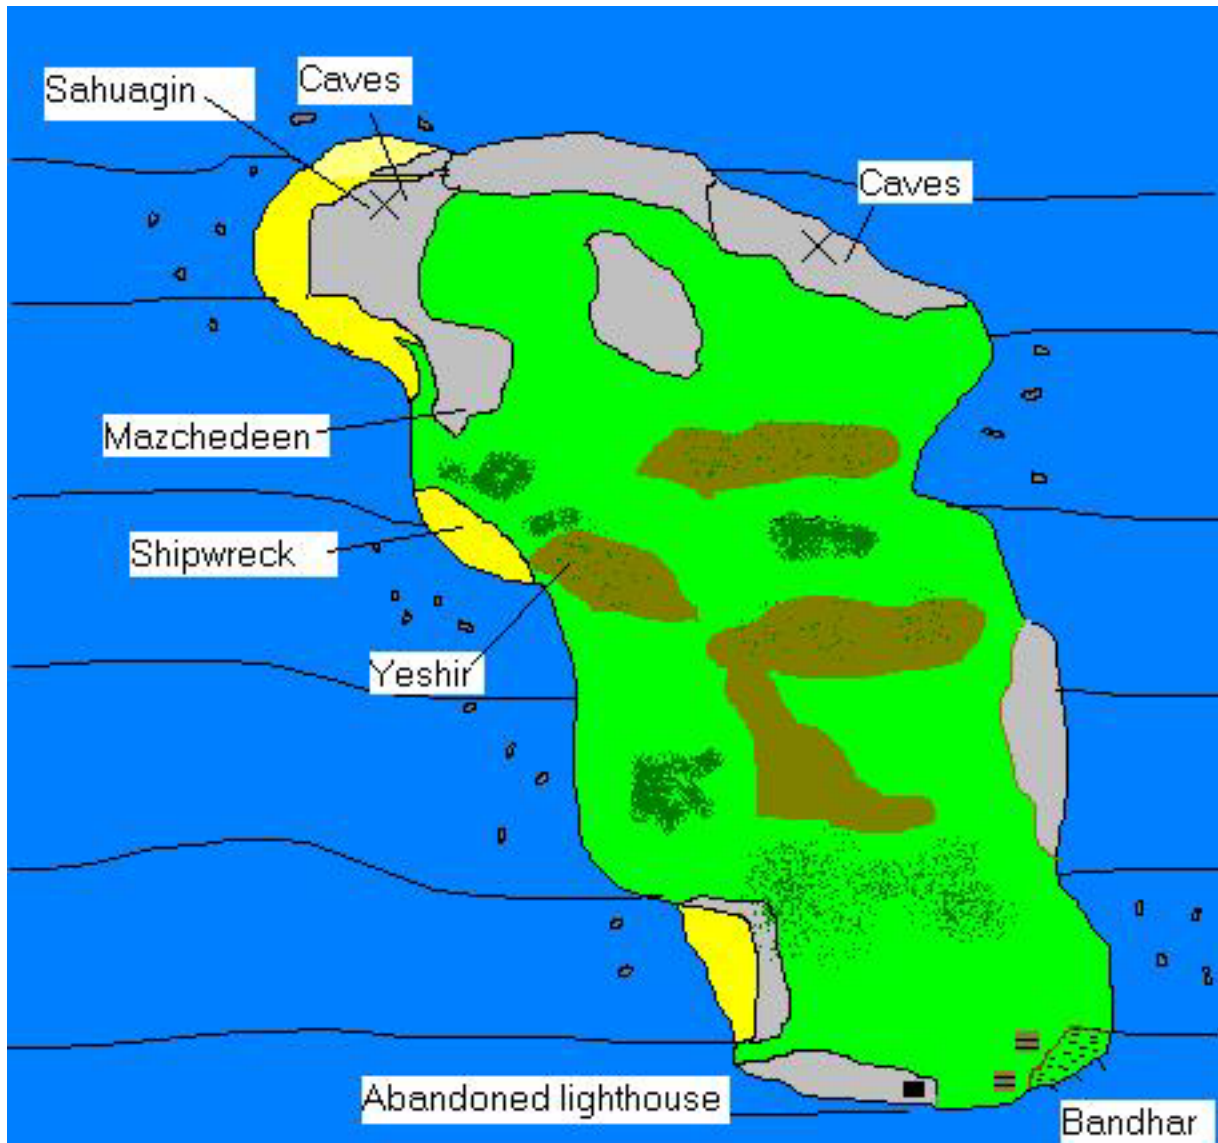 Caves
Sahuagin
Caves
Mazchedeen
Shipwreck
Yeshir
Abandoned lighthouse
Bandhar